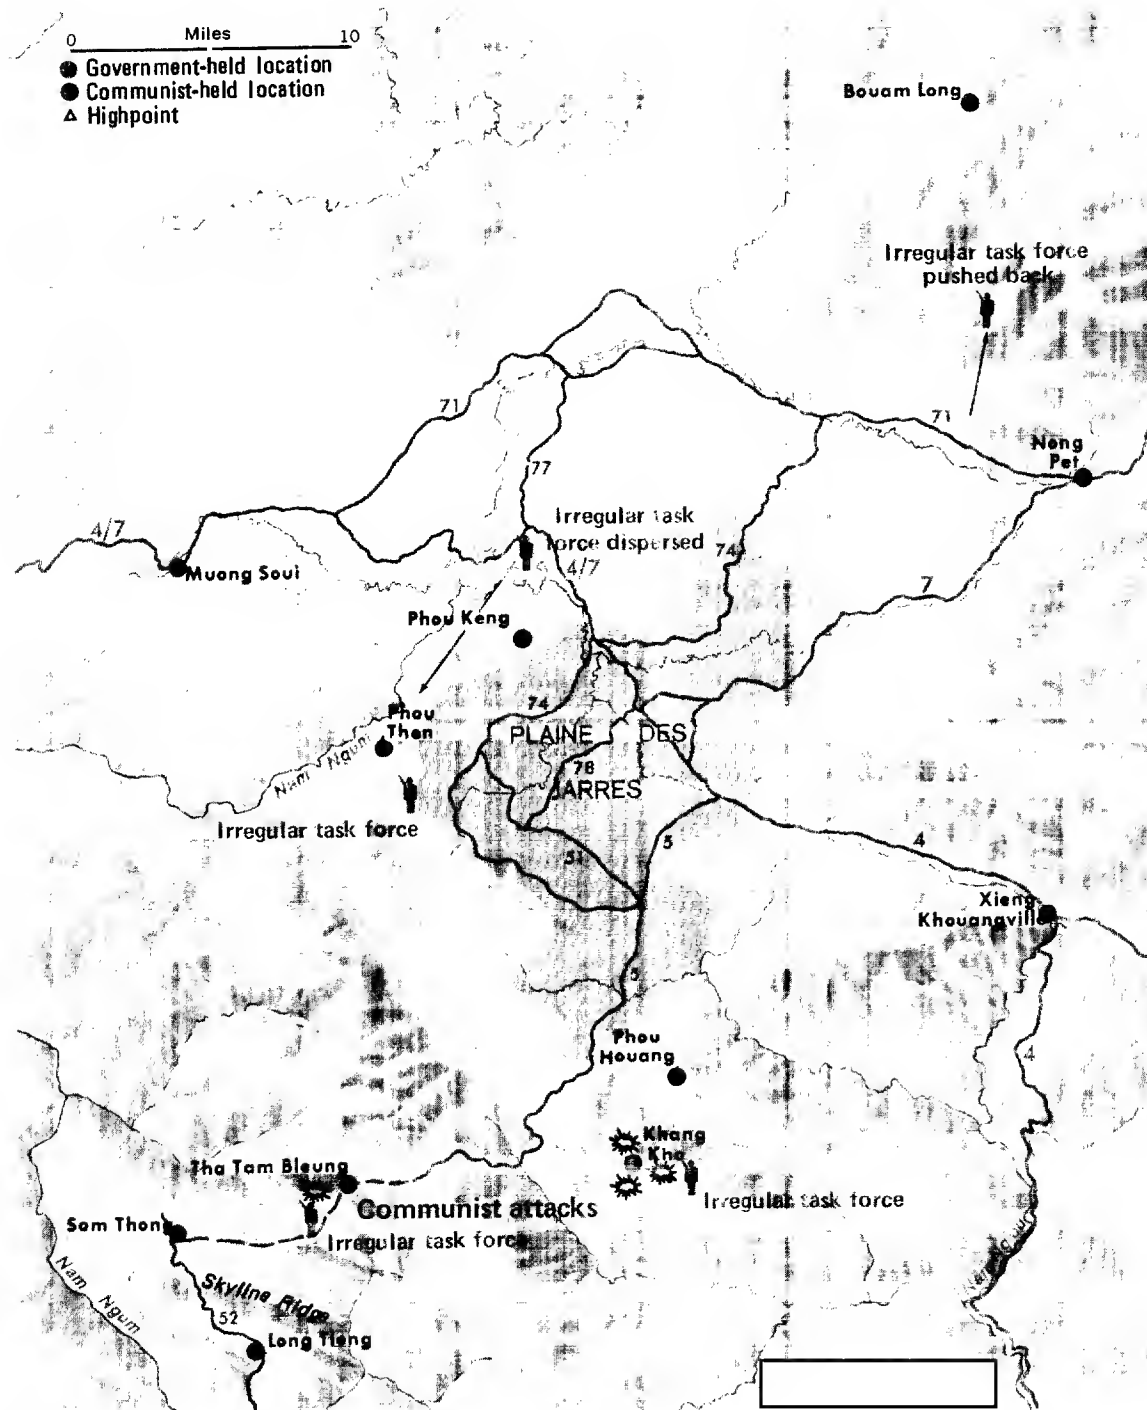 0 Miles 10
Government-held location
Communist-held location
Highpoint
Bouam Long
Irregular task force
pushed back
71
71
Nong
Pet
77
Irregular task
force dispersed
4/7
74
4/7
Muong Soui
7
Phou Keng
74
Phou
Then
PLAINE DES
Nam Ngum
78
JARRES
Irregular task force
5
51
4
Xieng
Khouangville
5
Phou
Houang
4
Khang
Kho
Tha Tam Bleung
Irregular task force
Communist attacks
Sam Thong
Irregular task force
Skyline Ridge
Nam Ngum
52
Long Tieng